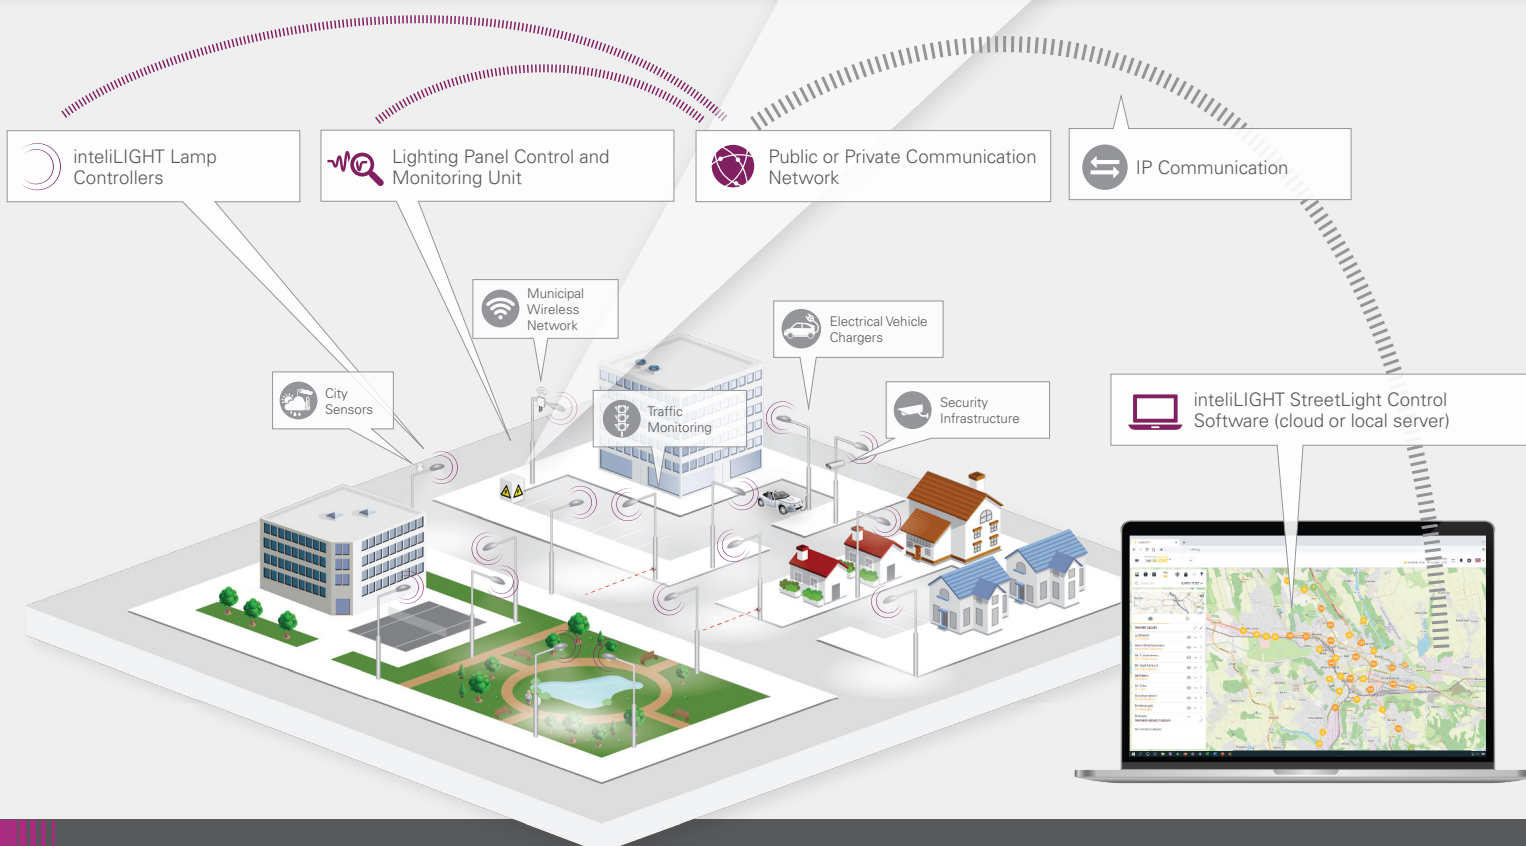 inteliLIGHT Lamp
Controllers
Lighting Panel Control and
Monitoring Unit
Public or Private Communication
Network
IP Communication
Municipal
Wireless
Network
Electrical Vehicle
Chargers
City
Sensors
Traffic
Monitoring
Security
Infrastructure
inteliLIGHT StreetLight Control
Software (cloud or local server)